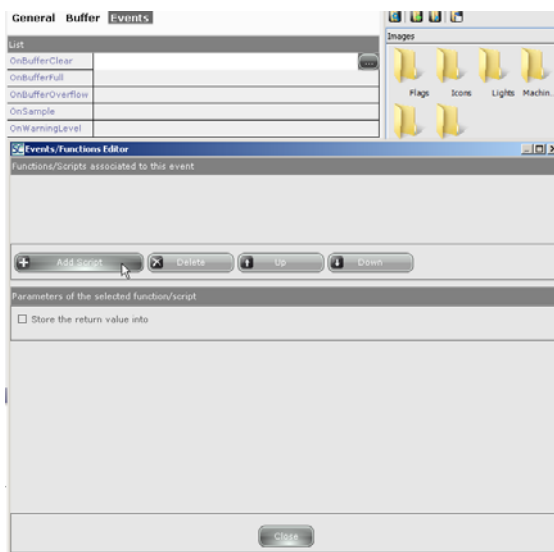 General Buffer Events
List
OnBufferClear
...
OnBufferFull
OnBufferOverflow
OnSample
OnWarningLevel
Images
Flags Icons Lights Machin...
Events/Functions Editor
Functions/Scripts associated to this event
Add Script Delete Up Down
Parameters of the selected function/script
Store the return value into
Close